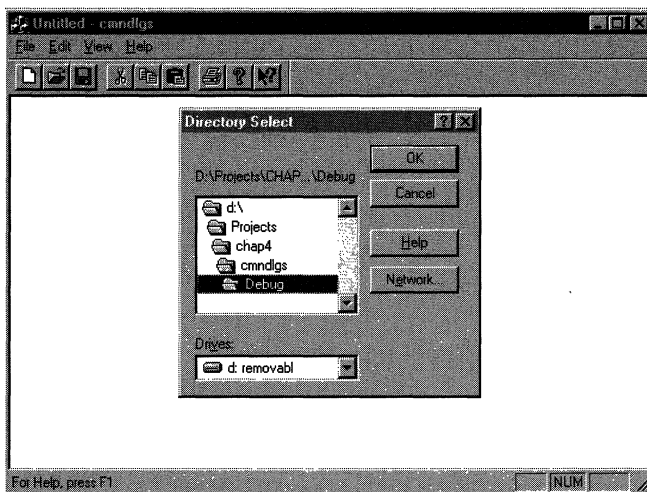 Untitled - cmndlgs
File Edit View Help
Directory Select
D:\Projects\CHAP...\Debug
d:\
Projects
chap4
cmndlgs
Debug
Drives:
d: removabl
OK
Cancel
Help
Network...
For Help, press F1
NUM